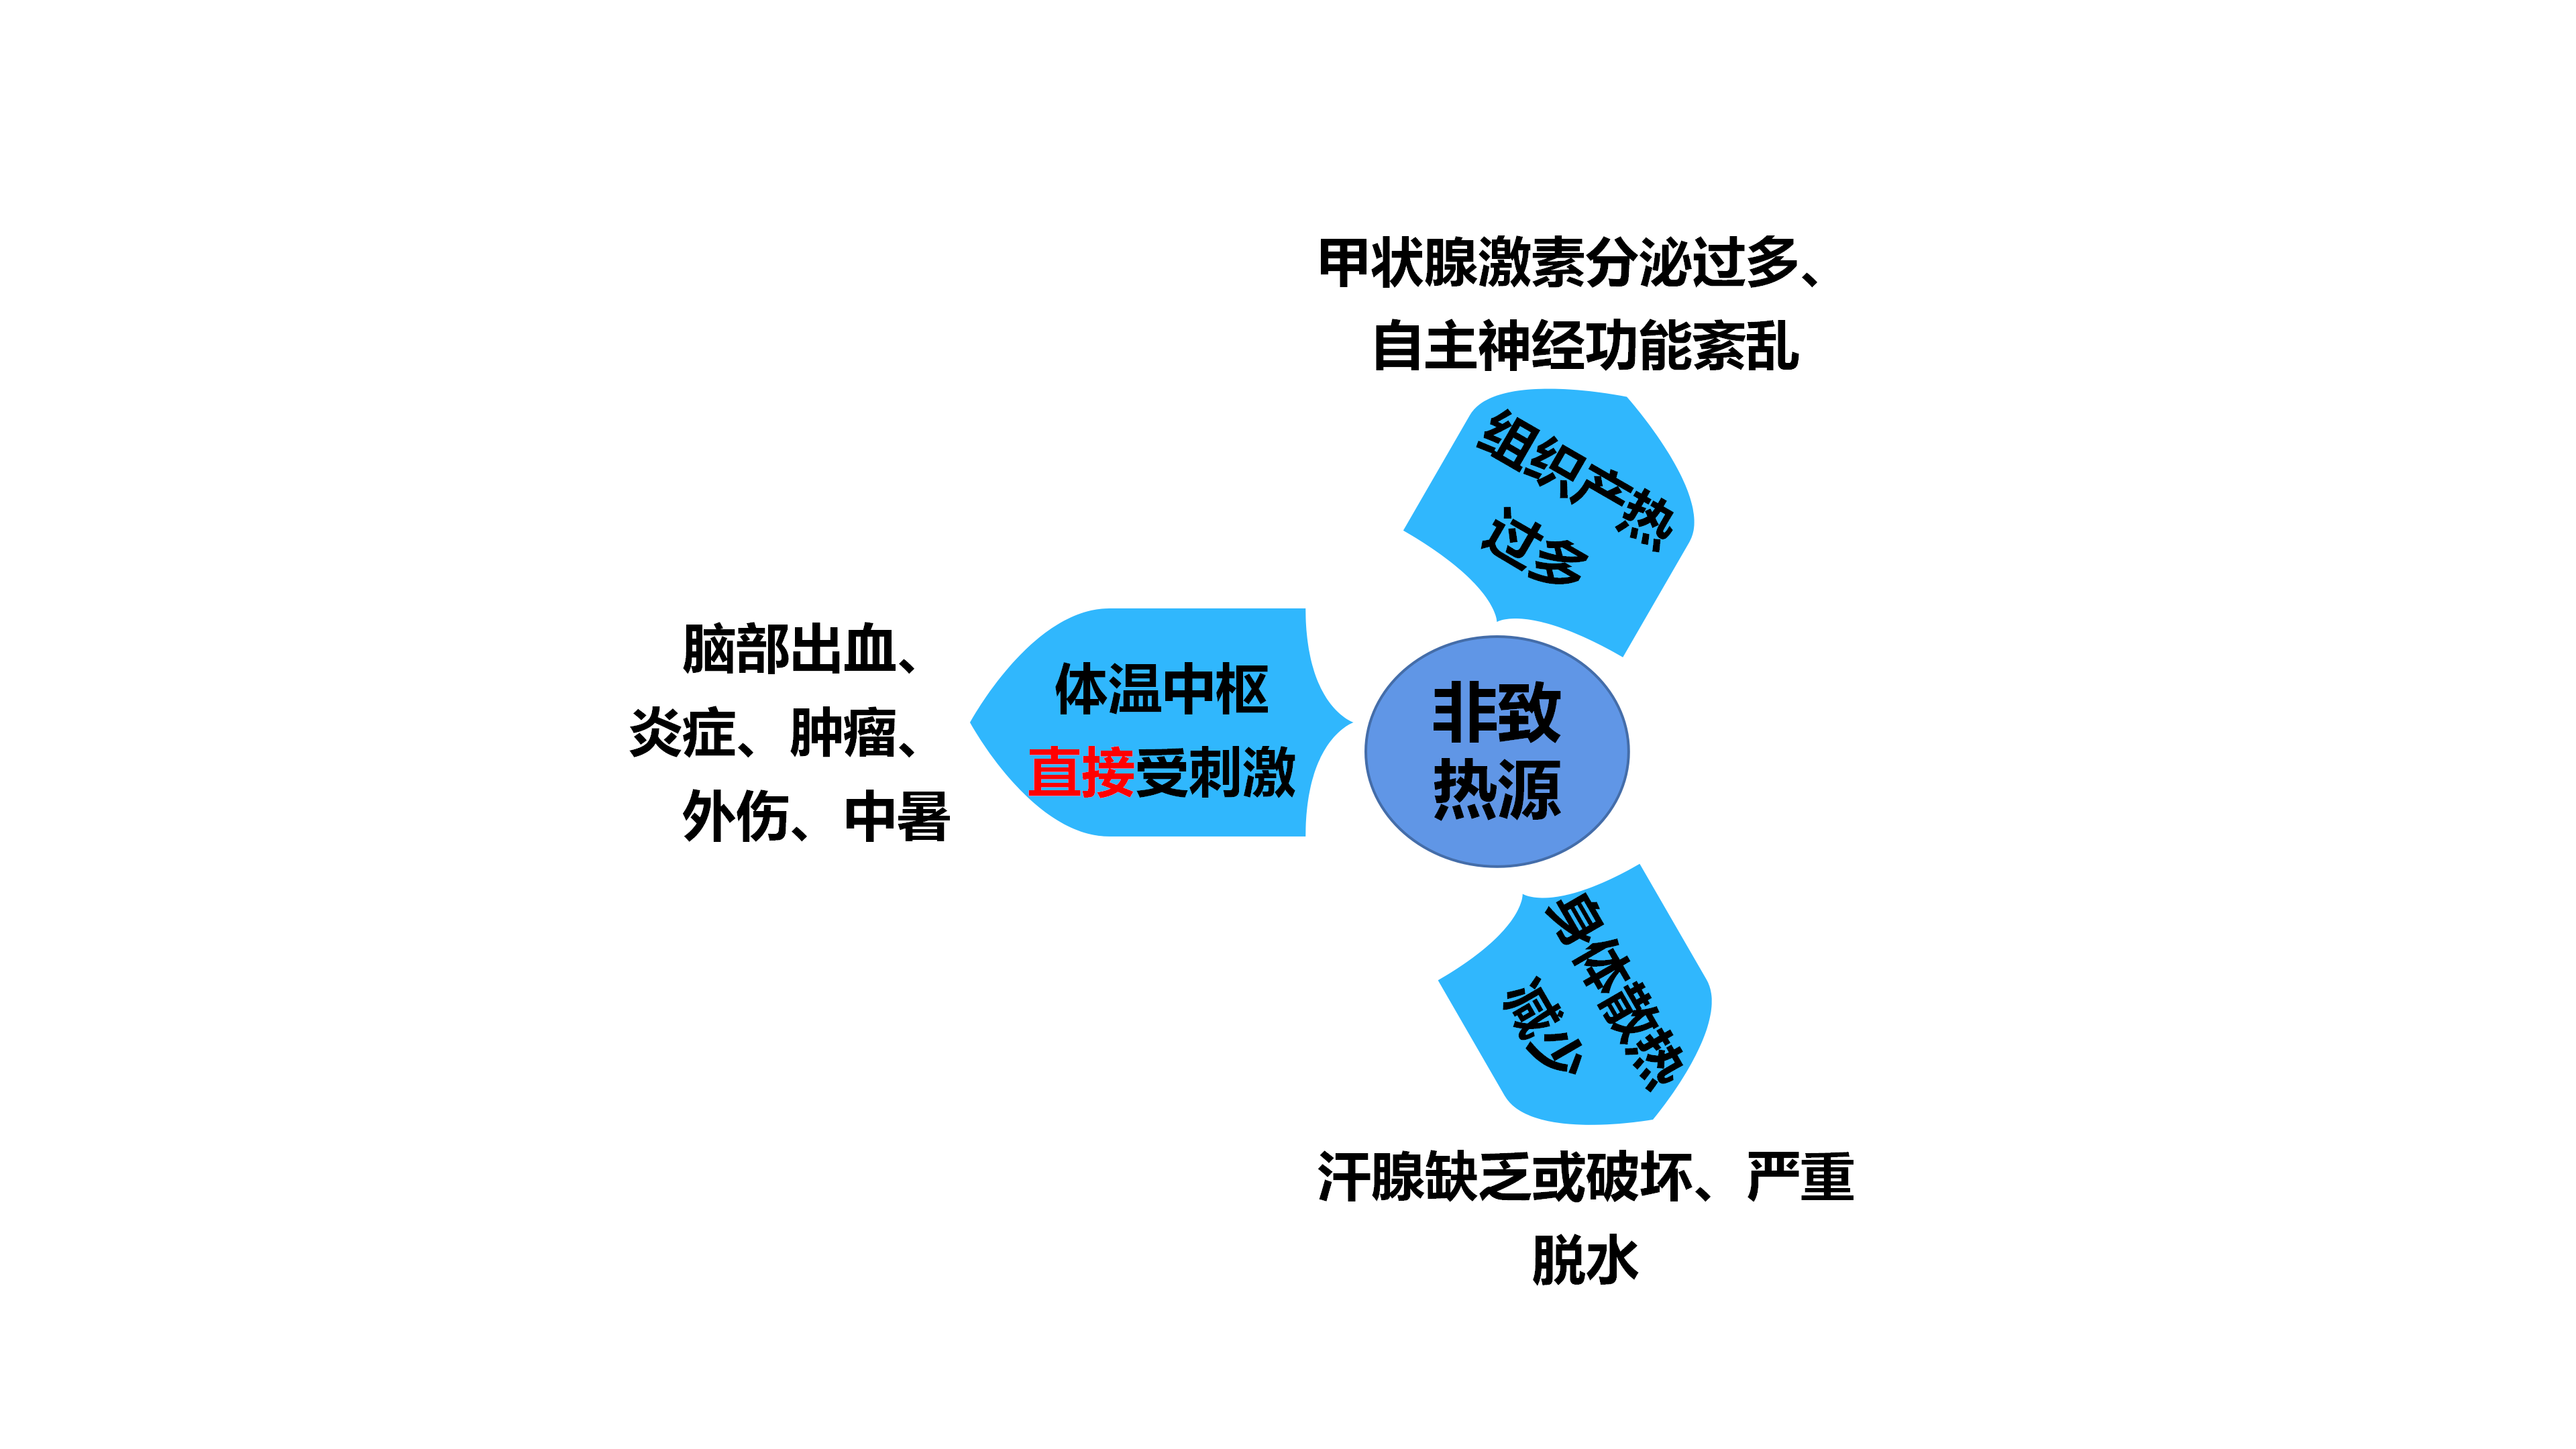 甲状腺激素分泌过多、
自主神经功能紊乱
组织产热
过多
脑部出血、
炎症、肿瘤、
外伤、中暑
体温中枢
直接受刺激
非致
热源
身体散热
减少
汗腺缺乏或破坏、严重
脱水